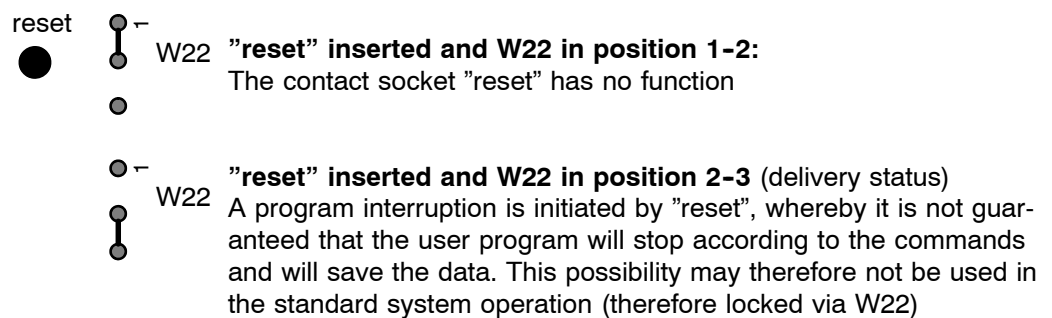 reset
1
W22 ”reset” inserted and W22 in position 1-2:
The contact socket ”reset” has no function
1
W22 ”reset” inserted and W22 in position 2-3 (delivery status)
A program interruption is initiated by ”reset”, whereby it is not guar-
anteed that the user program will stop according to the commands
and will save the data. This possibility may therefore not be used in
the standard system operation (therefore locked via W22)